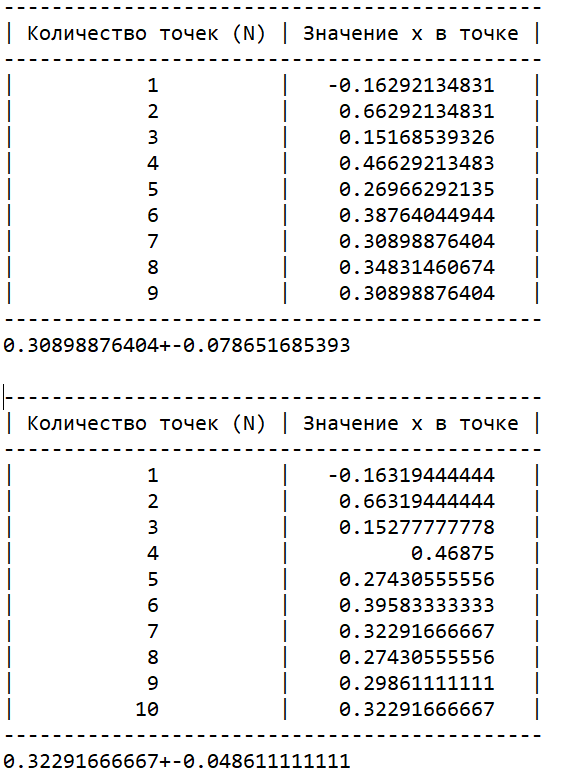 ---------------------------------------------
| Количество точек (N) | Значение x в точке |
---------------------------------------------
|           1          |   -0.16292134831   |
|           2          |    0.66292134831   |
|           3          |    0.15168539326   |
|           4          |    0.46629213483   |
|           5          |    0.26966292135   |
|           6          |    0.38764044944   |
|           7          |    0.30898876404   |
|           8          |    0.34831460674   |
|           9          |    0.30898876404   |
---------------------------------------------
0.30898876404+-0.078651685393
---------------------------------------------
| Количество точек (N) | Значение x в точке |
---------------------------------------------
|           1          |   -0.16319444444   |
|           2          |    0.66319444444   |
|           3          |    0.15277777778   |
|           4          |          0.46875   |
|           5          |    0.27430555556   |
|           6          |    0.39583333333   |
|           7          |    0.32291666667   |
|           8          |    0.27430555556   |
|           9          |    0.29861111111   |
|          10          |    0.32291666667   |
---------------------------------------------
0.32291666667+-0.048611111111